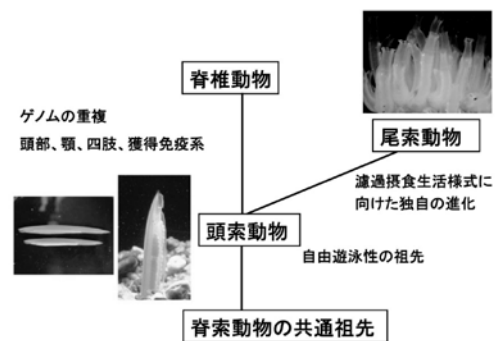 脊椎動物
ゲノムの重複
頭部、顎、四肢、獲得免疫系
尾索動物
濾過摂食生活様式に
向けた独自の進化
頭索動物
自由遊泳性の祖先
脊索動物の共通祖先